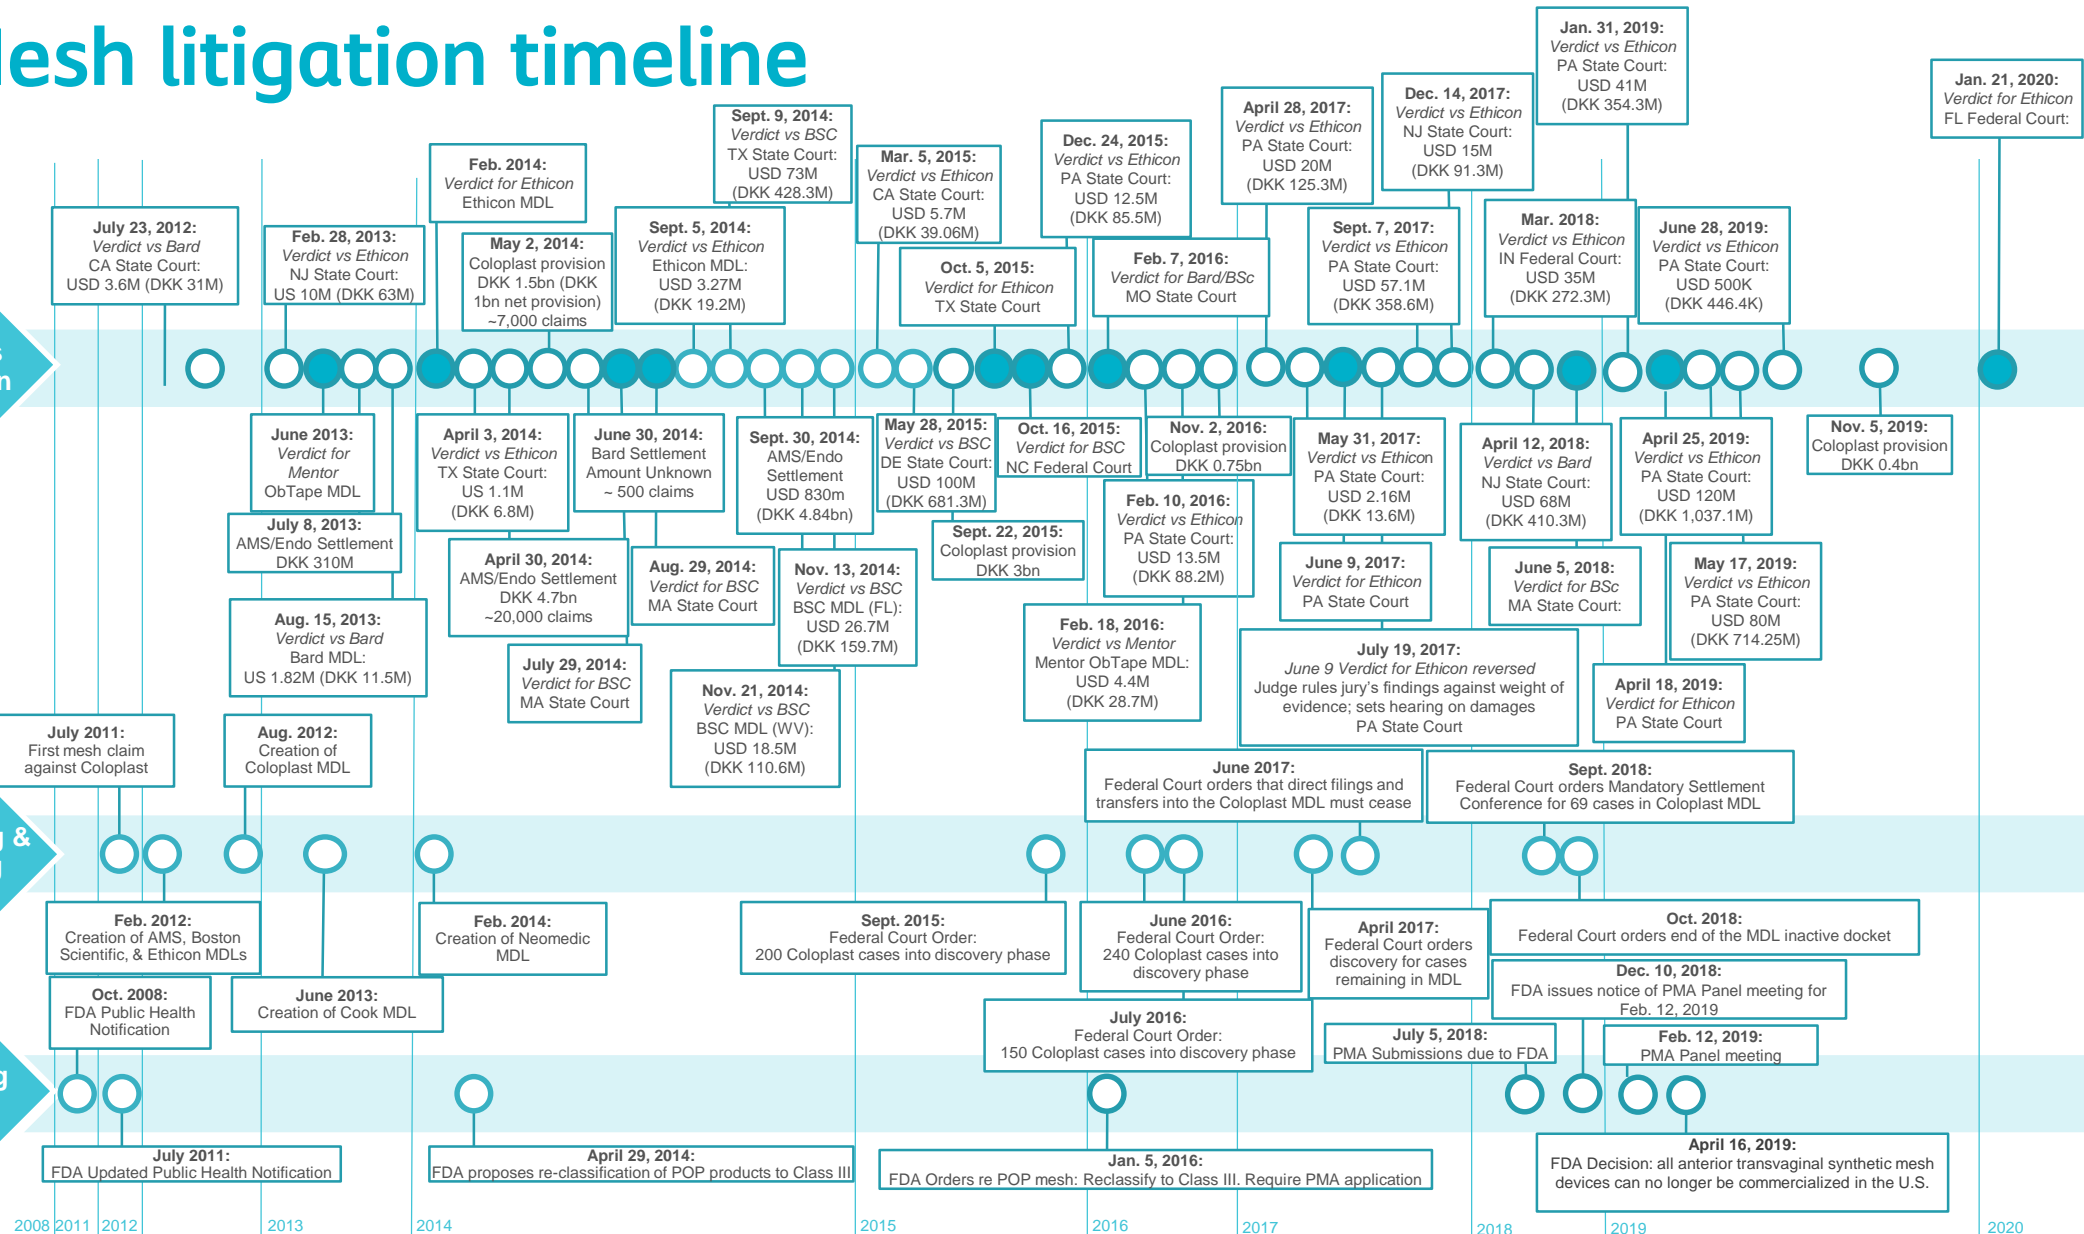 lesh litigation timeline
Jan. 31, 2019:
Verdict vs Ethicon
PA State Court:
USD 41M
(DKK 354.3M)
Jan. 21, 2020:
Verdict for Ethicon
FL Federal Court:
Dec. 14, 2017:
Verdict vs Ethicon
NJ State Court:
USD 15M
(DKK 91.3M)
April 28, 2017:
Verdict vs Ethicon
PA State Court:
USD 20M
(DKK 125.3M)
Sept. 9, 2014:
Verdict vs BSC
TX State Court:
USD 73M
(DKK 428.3M)
Dec. 24, 2015:
Verdict vs Ethicon
PA State Court:
USD 12.5M
(DKK 85.5M)
Feb. 2014:
Verdict for Ethicon
Ethicon MDL
Mar. 5, 2015:
Verdict vs Ethicon
CA State Court:
USD 5.7M
(DKK 39.06M)
July 23, 2012:
Verdict vs Bard
CA State Court:
USD 3.6M (DKK 31M)
Feb. 28, 2013:
Verdict vs Ethicon
NJ State Court:
US 10M (DKK 63M)
May 2, 2014:
Coloplast provision
DKK 1.5bn (DKK
1bn net provision)
~7,000 claims
Sept. 5, 2014:
Verdict vs Ethicon
Ethicon MDL:
USD 3.27M
(DKK 19.2M)
Oct. 5, 2015:
Verdict for Ethicon
TX State Court
Feb. 7, 2016:
Verdict for Bard/BSc
MO State Court
Sept. 7, 2017:
Verdict vs Ethicon
PA State Court:
USD 57.1M
(DKK 358.6M)
Mar. 2018:
Verdict vs Ethicon
IN Federal Court:
USD 35M
(DKK 272.3M)
June 28, 2019:
Verdict vs Ethicon
PA State Court:
USD 500K
(DKK 446.4K)
s
n
June 2013:
Verdict for
Mentor
ObTape MDL
July 8, 2013:
AMS/Endo Settlement
DKK 310M
Aug. 15, 2013:
Verdict vs Bard
Bard MDL:
US 1.82M (DKK 11.5M)
April 3, 2014:
Verdict vs Ethicon
TX State Court:
US 1.1M
(DKK 6.8M)
April 30, 2014:
AMS/Endo Settlement
DKK 4.7bn
~20,000 claims
June 30, 2014:
Bard Settlement
Amount Unknown
~ 500 claims
July 29, 2014:
Verdict for BSC
MA State Court
Aug. 29, 2014:
Verdict for BSC
MA State Court
Sept. 30, 2014:
AMS/Endo
Settlement
USD 830m
(DKK 4.84bn)
Nov. 13, 2014:
Verdict vs BSC
BSC MDL (FL):
USD 26.7M
(DKK 159.7M)
Nov. 21, 2014:
Verdict vs BSC
BSC MDL (WV):
USD 18.5M
(DKK 110.6M)
May 28, 2015:
Verdict vs BSC
DE State Court:
USD 100M
(DKK 681.3M)
Sept. 22, 2015:
Coloplast provision
DKK 3bn
Oct. 16, 2015:
Verdict for BSC
NC Federal Court
Nov. 2, 2016:
Coloplast provision
DKK 0.75bn
Feb. 10, 2016:
Verdict vs Ethicon
PA State Court:
USD 13.5M
(DKK 88.2M)
Feb. 18, 2016:
Verdict vs Mentor
Mentor ObTape MDL:
USD 4.4M
(DKK 28.7M)
May 31, 2017:
Verdict vs Ethicon
PA State Court:
USD 2.16M
(DKK 13.6M)
June 9, 2017:
Verdict for Ethicon
PA State Court
July 19, 2017:
June 9 Verdict for Ethicon reversed
Judge rules jury's findings against weight of
evidence; sets hearing on damages
PA State Court
April 12, 2018:
Verdict vs Bard
NJ State Court:
USD 68M
(DKK 410.3M)
June 5, 2018:
Verdict for BSc
MA State Court:
April 25, 2019:
Verdict vs Ethicon
PA State Court:
USD 120M
(DKK 1,037.1M)
May 17, 2019:
Verdict vs Ethicon
PA State Court:
USD 80M
(DKK 714.25M)
April 18, 2019:
Verdict for Ethicon
PA State Court
Nov. 5, 2019:
Coloplast provision
DKK 0.4bn
July 2011:
First mesh claim
against Coloplast
Aug. 2012:
Creation of
Coloplast MDL
June 2017:
Federal Court orders that direct filings and
transfers into the Coloplast MDL must cease
Sept. 2018:
Federal Court orders Mandatory Settlement
Conference for 69 cases in Coloplast MDL
g &
g
Feb. 2012:
Creation of AMS, Boston
Scientific, & Ethicon MDLs
June 2013:
Creation of Cook MDL
Feb. 2014:
Creation of Neomedic
MDL
Sept. 2015:
Federal Court Order:
200 Coloplast cases into discovery phase
June 2016:
Federal Court Order:
240 Coloplast cases into
discovery phase
July 2016:
Federal Court Order:
150 Coloplast cases into discovery phase
April 2017:
Federal Court orders
discovery for cases
remaining in MDL
Oct. 2018:
Federal Court orders end of the MDL inactive docket
Oct. 2008:
FDA Public Health
Notification
July 5, 2018:
PMA Submissions due to FDA
Dec. 10, 2018:
FDA issues notice of PMA Panel meeting for
Feb. 12, 2019
Feb. 12, 2019:
PMA Panel meeting
g
July 2011:
FDA Updated Public Health Notification
April 29, 2014:
FDA proposes re-classification of POP products to Class III
Jan. 5, 2016:
FDA Orders re POP mesh: Reclassify to Class III. Require PMA application
April 16, 2019:
FDA Decision: all anterior transvaginal synthetic mesh
devices can no longer be commercialized in the U.S.
2008 2011 2012 2013 2014 2015 2016 2017 2018 2019 2020